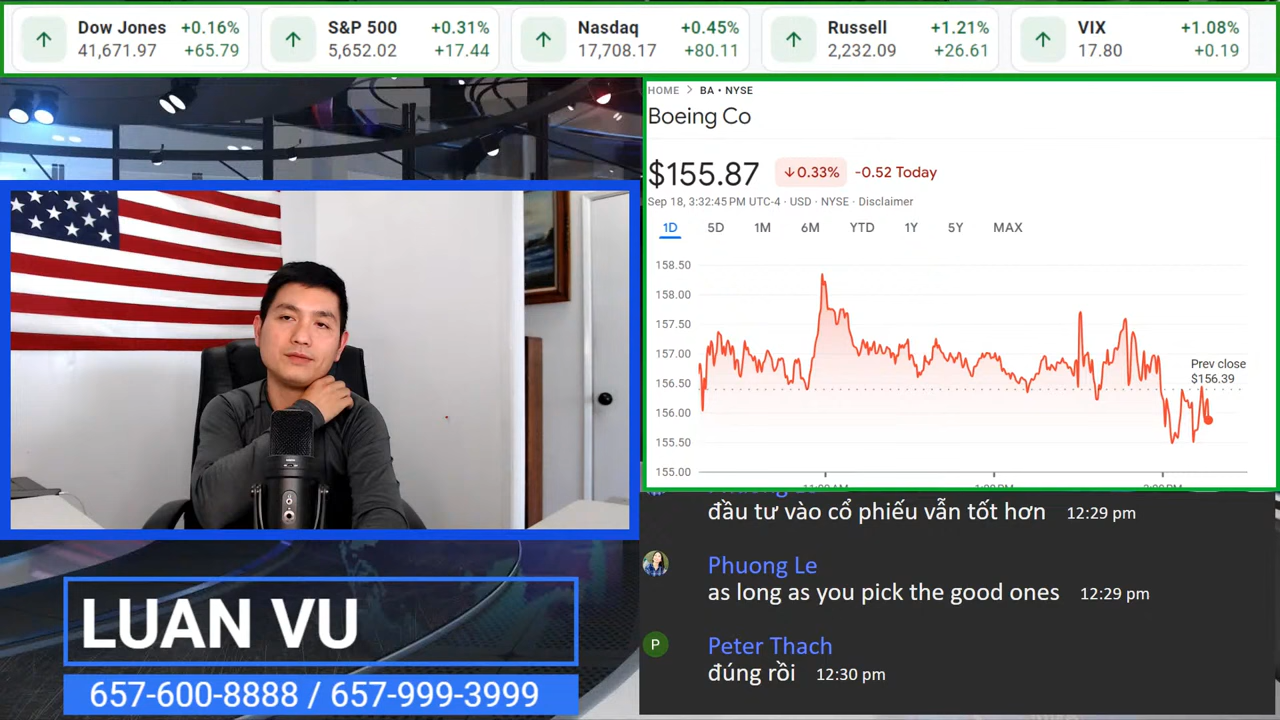 Dow Jones +0.16%
41,671.97 +65.79
S&P 500 +0.31%
5,652.02 +17.44
Nasdaq +0.45%
17,708.17 +80.11
Russell +1.21%
2,232.09 +26.61
VIX +1.08%
17.80 +0.19
HOME > BA • NYSE
Boeing Co
$155.87 ↓0.33% -0.52 Today
Sep 18, 3:32:45 PM UTC-4 · USD · NYSE · Disclaimer
1D 5D 1M 6M YTD 1Y 5Y MAX
158.50
158.00
157.50
157.00
156.50
156.00
155.50
155.00
Prev close
$156.39
đầu tư vào cổ phiếu vẫn tốt hơn 12:29 pm
Phuong Le
as long as you pick the good ones 12:29 pm
P
Peter Thach
đúng rồi 12:30 pm
LUAN VU
657-600-8888 / 657-999-3999